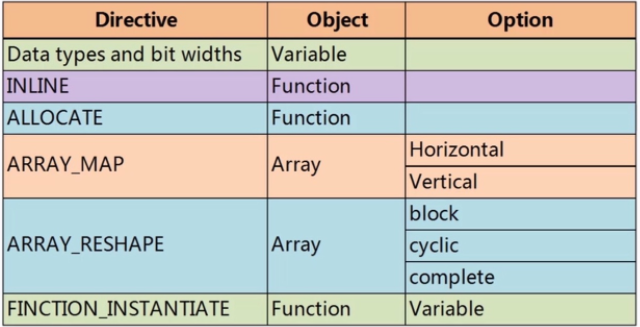 Directive Object Option
Data types and bit widths Variable
INLINE Function
ALLOCATE Function
ARRAY_MAP Array Horizontal
Vertical
ARRAY_RESHAPE Array block
cyclic
complete
FINCTION_INSTANTIATE Function Variable